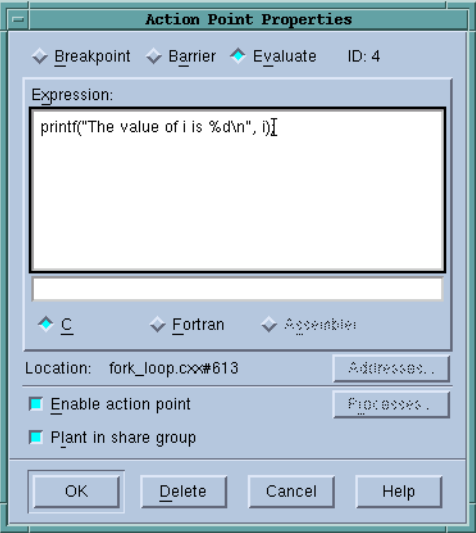 Action Point Properties
Breakpoint Barrier Evaluate ID: 4
Expression:
printf("The value of i is %d\n", i);
C Fortran Assembler
Location: fork_loop.cxx#613 Addresses...
Enable action point Processes...
Plant in share group
OK Delete Cancel Help